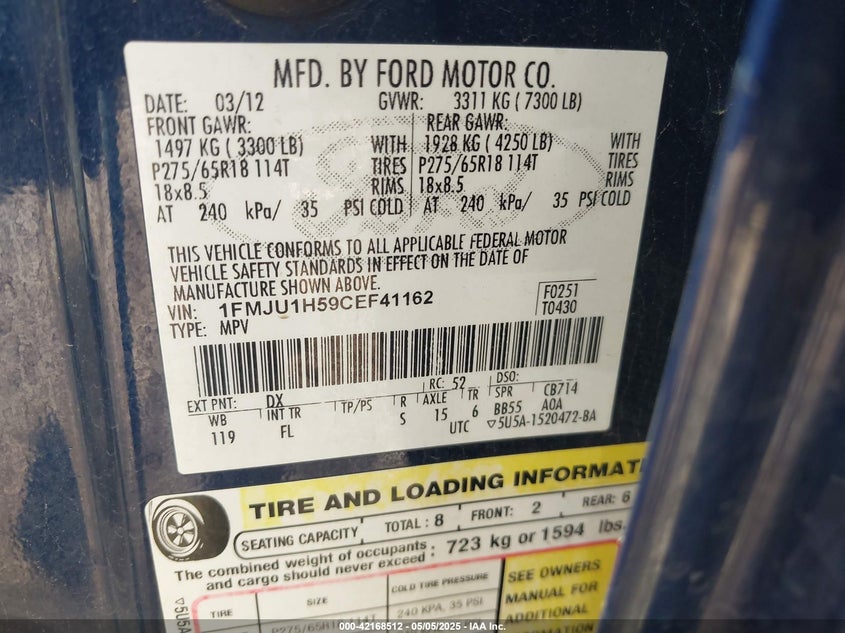 MFD. BY FORD MOTOR CO.
DATE: 03/12 GVWR: 3311 KG ( 7300 LB)
FRONT GAWR: REAR GAWR:
1497 KG ( 3300 LB) WITH 1928 KG ( 4250 LB) WITH
P275/65R18 114T TIRES P275/65R18 114T TIRES
18x8.5 RIMS 18x8.5 RIMS
AT 240 kPa/ 35 PSI COLD AT 240 kPa/ 35 PSI COLD
THIS VEHICLE CONFORMS TO ALL APPLICABLE FEDERAL MOTOR
VEHICLE SAFETY STANDARDS IN EFFECT ON THE DATE OF
MANUFACTURE SHOWN ABOVE.
VIN: 1FMJU1H59CEF41162 F0251
TYPE: MPV T0430
EXT PNT: DX RC: 52 DSO:
WB INT TR TP/PS R AXLE TR SPR CB714
119 FL S 15 6 BB55 A0A
UTC ▽5U5A-1520472-BA
TIRE AND LOADING INFORMATI
SEATING CAPACITY TOTAL : 8 FRONT: 2 REAR: 6
The combined weight of occupants
and cargo should never exceed : 723 kg or 1594 lbs.
TIRE SIZE COLD TIRE PRESSURE SEE OWNERS
MANUAL FOR
P275/65R1 114T 240 KPA, 35 PSI ADDITIONAL
▽5U5A
000-42168512 - 05/05/2025 - IAA Inc.